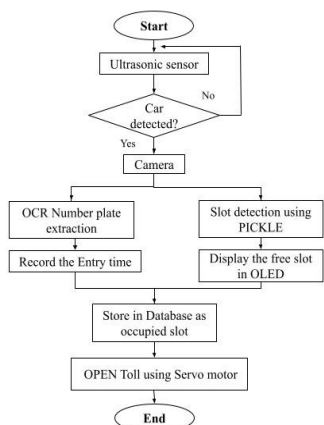 Start
Ultrasonic sensor
Car
detected?
No
Yes
Camera
OCR Number plate
extraction
Record the Entry time
Slot detection using
PICKLE
Display the free slot
in OLED
Store in Database as
occupied slot
OPEN Toll using Servo motor
End